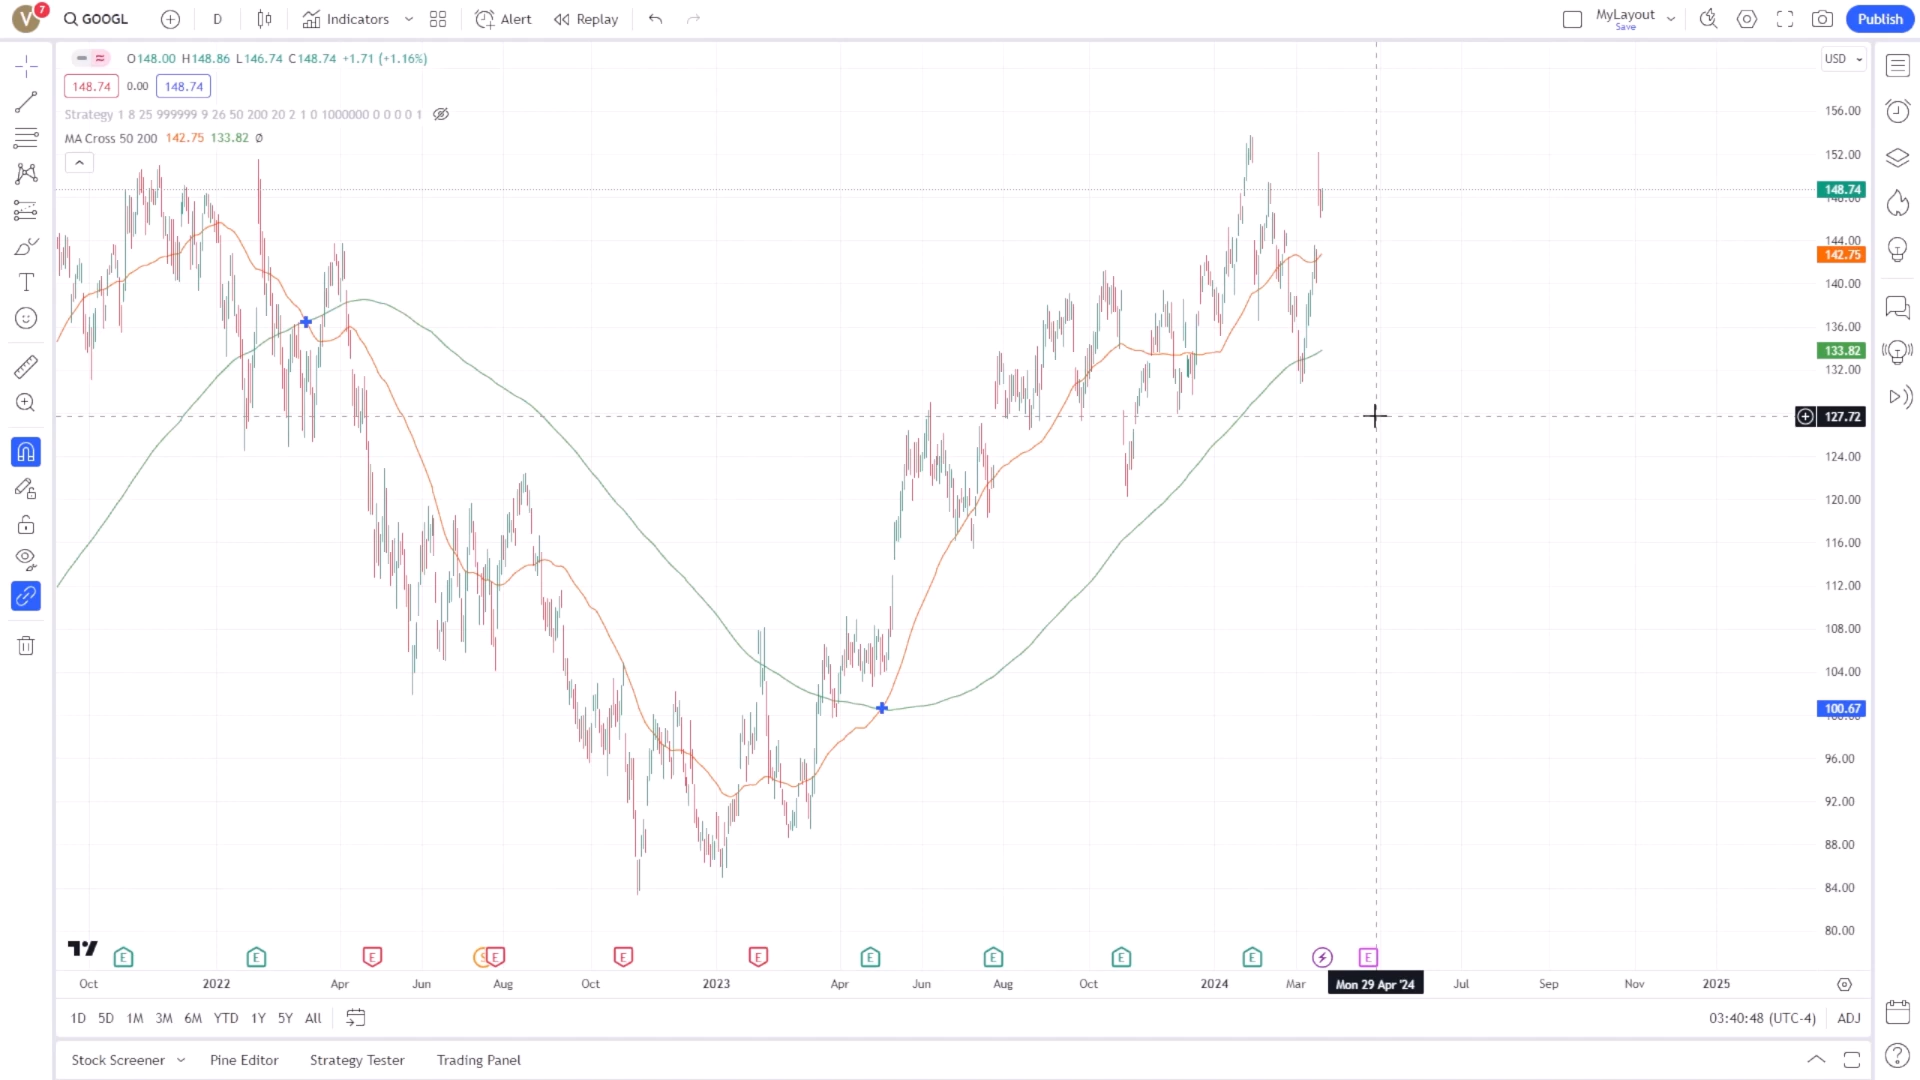 V 7 GOOGL D Indicators Alert Replay MyLayout Save Publish
O148.00 H148.86 L146.74 C148.74 +1.71 (+1.16%) USD
148.74 0.00 148.74
Strategy 1 8 25 999999 9 26 50 200 20 2 1 0 1000000 0 0 0 0 1
MA Cross 50 200 142.75 133.82 Ø
156.00
152.00
148.74
148.00
144.00
142.75
140.00
136.00
133.82
132.00
127.72
124.00
120.00
116.00
112.00
108.00
104.00
100.67
100.00
96.00
92.00
88.00
84.00
80.00
E E E S E E E E E E E E
Oct 2022 Apr Jun Aug Oct 2023 Apr Jun Aug Oct 2024 Mar Mon 29 Apr '24 Jul Sep Nov 2025
1D 5D 1M 3M 6M YTD 1Y 5Y All 03:40:48 (UTC-4) ADJ
Stock Screener Pine Editor Strategy Tester Trading Panel